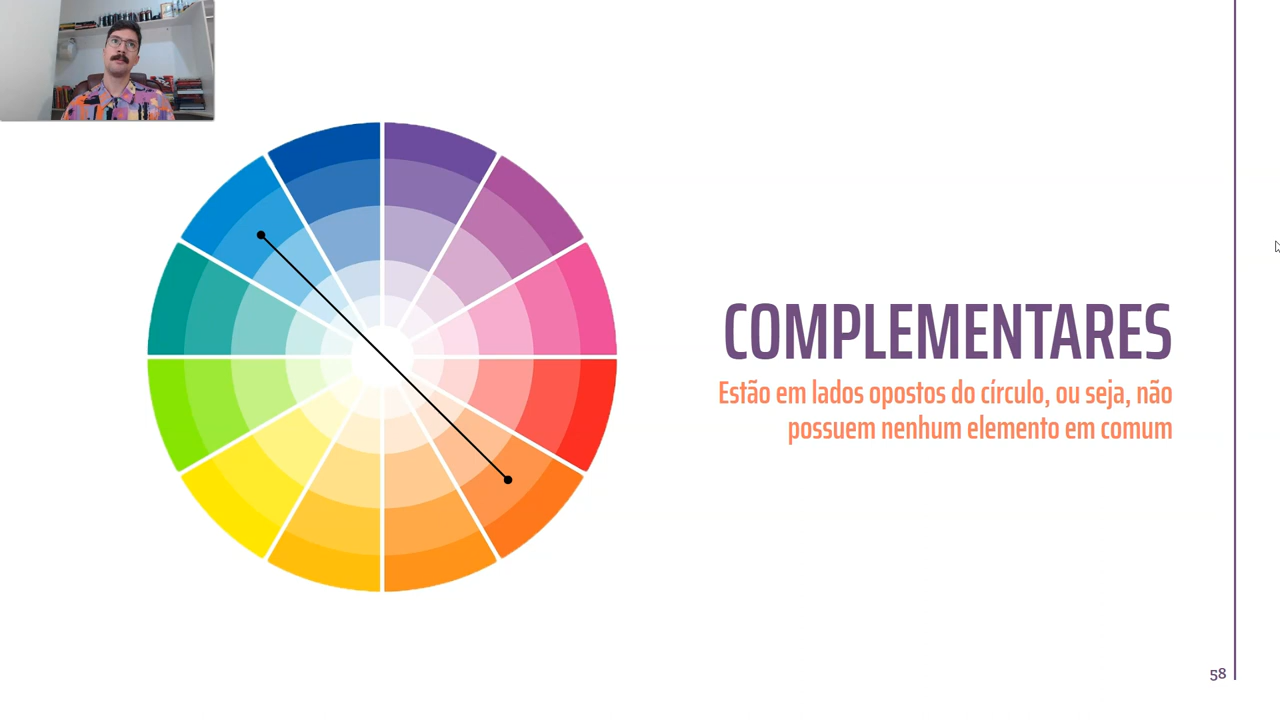 COMPLEMENTARES
Estão em lados opostos do círculo, ou seja, não
possuem nenhum elemento em comum
58